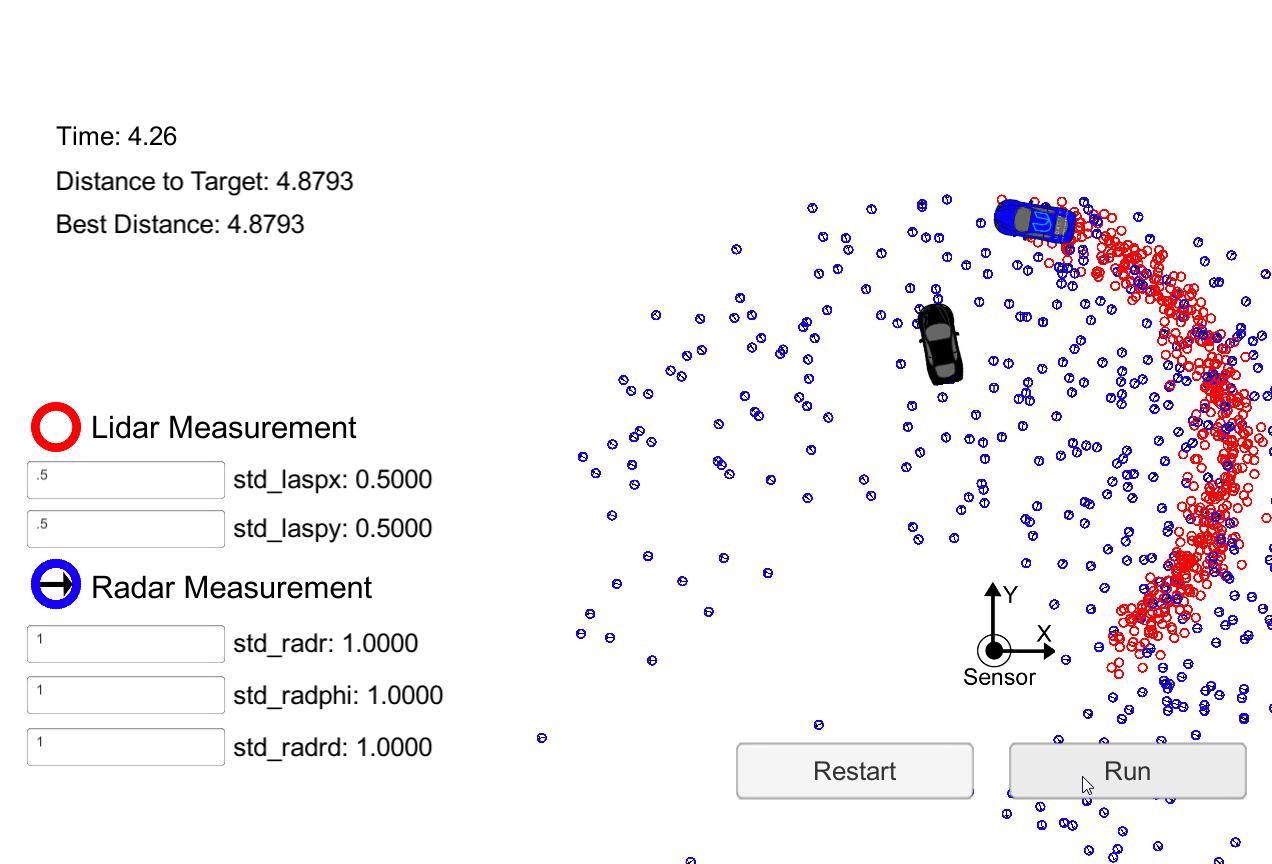 Time: 4.26
Distance to Target: 4.8793
Best Distance: 4.8793
Lidar Measurement
.5 std_laspx: 0.5000
.5 std_laspy: 0.5000
Radar Measurement
1 std_radr: 1.0000
1 std_radphi: 1.0000
1 std_radrd: 1.0000
Y
X
Sensor
Restart
Run